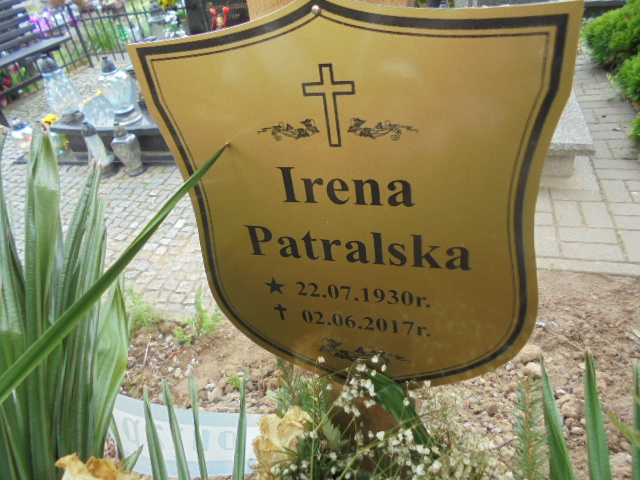 Irena
Patralska
★ 22.07.1930r.
✝ 02.06.2017r.